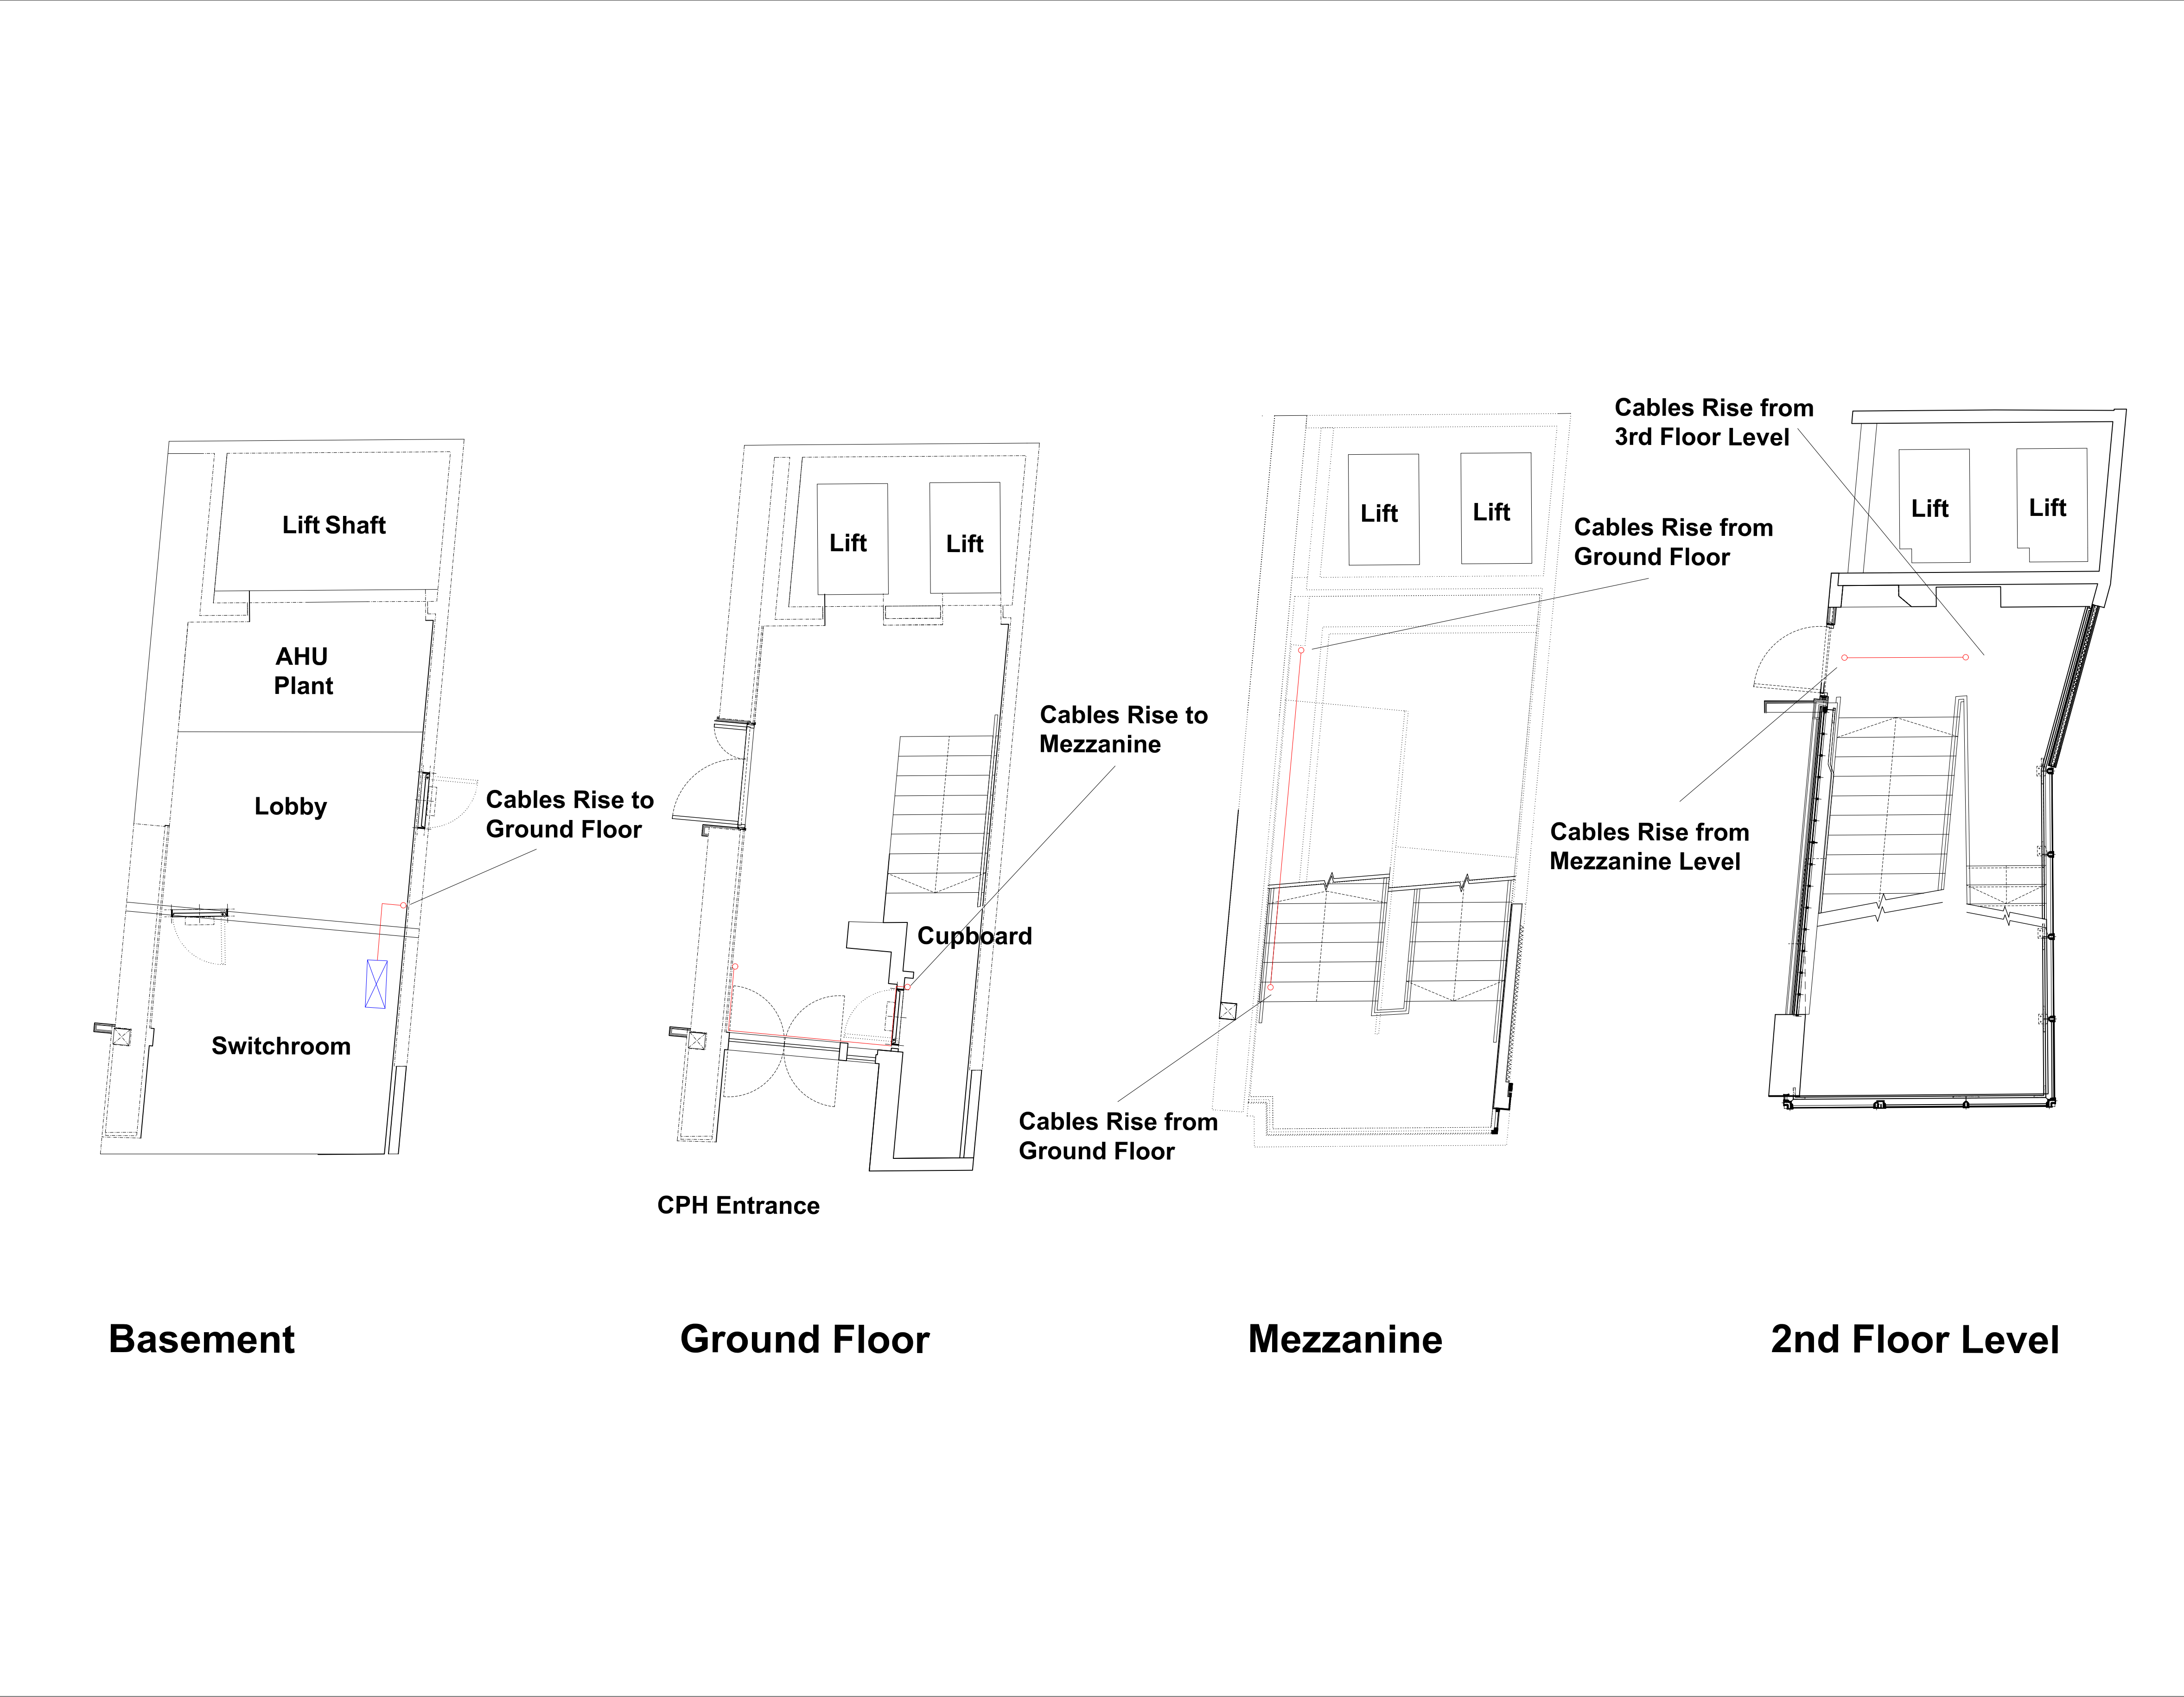 Lift Shaft
AHU
Plant
Lobby
Cables Rise to
Ground Floor
Switchroom
Basement
Lift
Lift
Cables Rise to
Mezzanine
Cupboard
CPH Entrance
Ground Floor
Lift
Lift
Cables Rise from
Ground Floor
Cables Rise from
Ground Floor
Mezzanine
Cables Rise from
3rd Floor Level
Lift
Lift
Cables Rise from
Mezzanine Level
2nd Floor Level